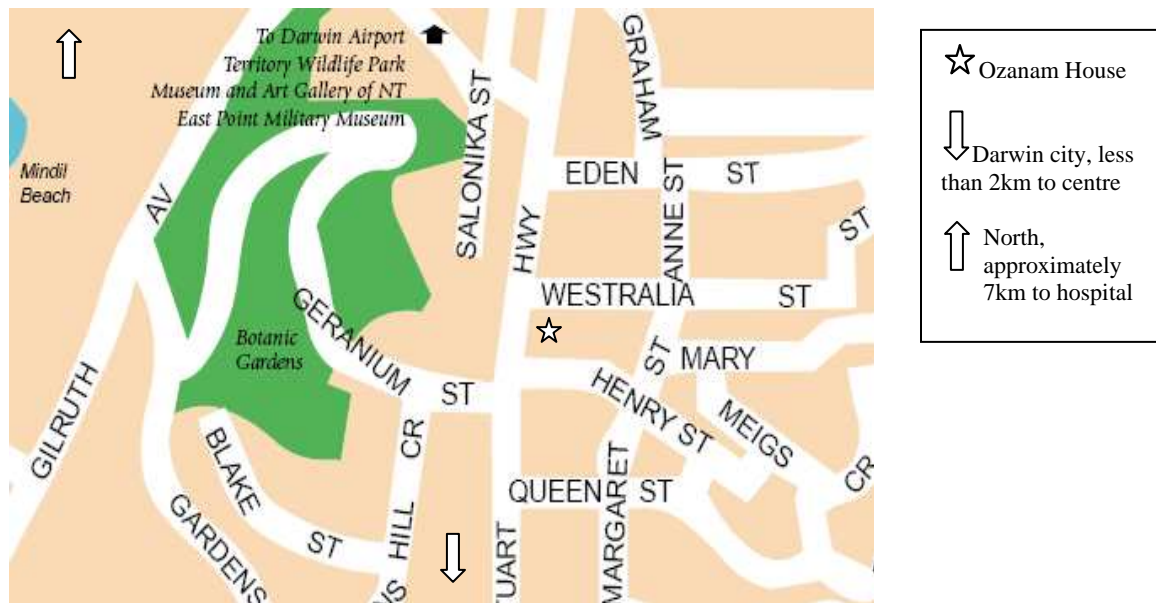 To Darwin Airport
Territory Wildlife Park
Museum and Art Gallery of NT
East Point Military Museum
Mindil
Beach
AV
GILRUTH
Botanic
Gardens
GERANIUM
ST
BLAKE
ST
GARDENS
HILL
CR
SALONIKA ST
HWY
TUART
GRAHAM
EDEN
ST
ANNE ST
ST
WESTRALIA
ST
MARY
ST
HENRY ST
MEIGS
CR
QUEEN
ST
MARGARET
Ozanam House
Darwin city, less
than 2km to centre
North,
approximately
7km to hospital